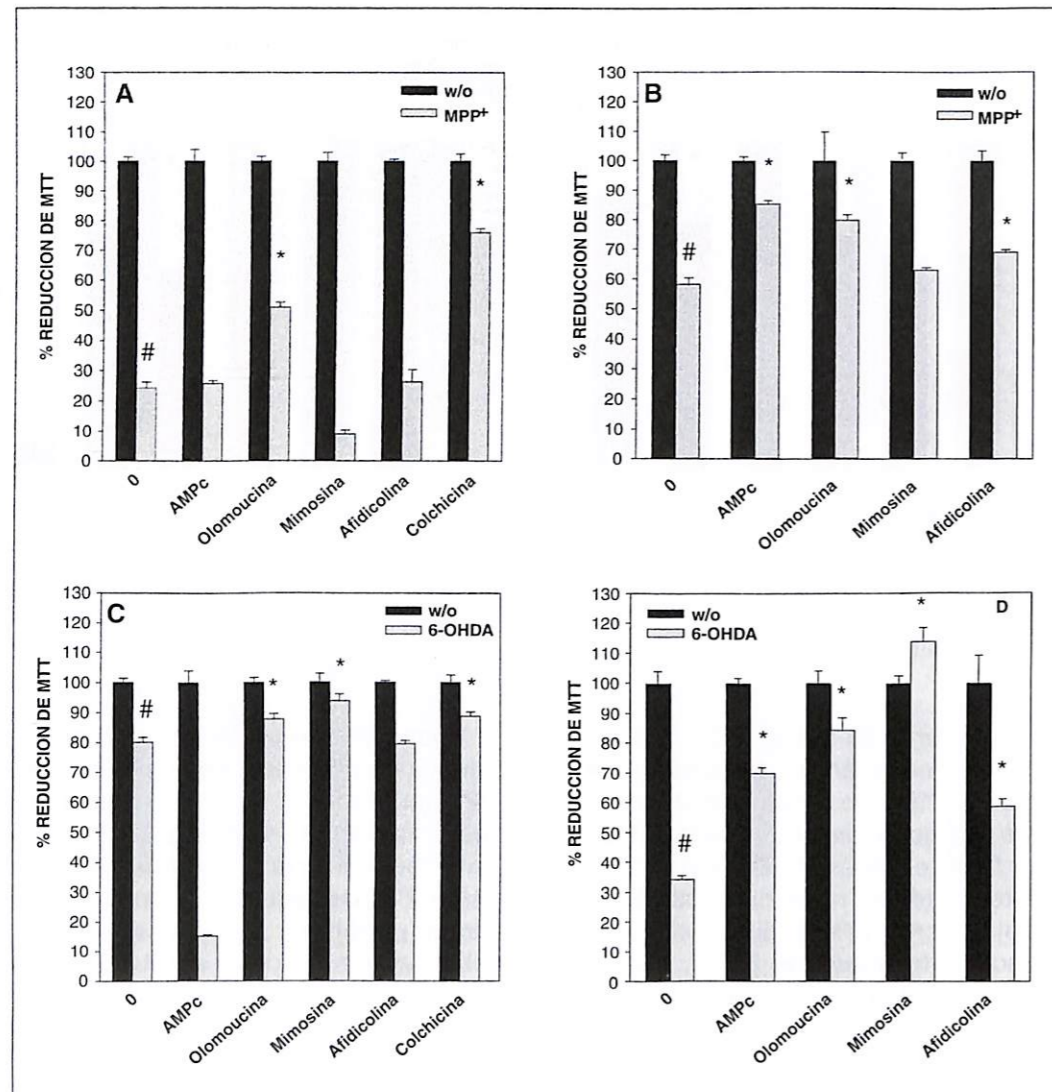 A
w/o
MPP+
% REDUCCION DE MTT
130
120
110
100
90
80
70
60
50
40
30
20
10
0
#
*
*
0
AMPc
Olomoucina
Mimosina
Afidicolina
Colchicina
B
w/o
MPP+
% REDUCCION DE MTT
130
120
110
100
90
80
70
60
50
40
30
20
10
0
#
*
*
*
0
AMPc
Olomoucina
Mimosina
Afidicolina
C
w/o
6-OHDA
% REDUCCION DE MTT
130
120
110
100
90
80
70
60
50
40
30
20
10
0
#
*
*
*
0
AMPc
Olomoucina
Mimosina
Afidicolina
Colchicina
D
w/o
6-OHDA
% REDUCCION DE MTT
130
120
110
100
90
80
70
60
50
40
30
20
10
0
#
*
*
*
*
0
AMPc
Olomoucina
Mimosina
Afidicolina